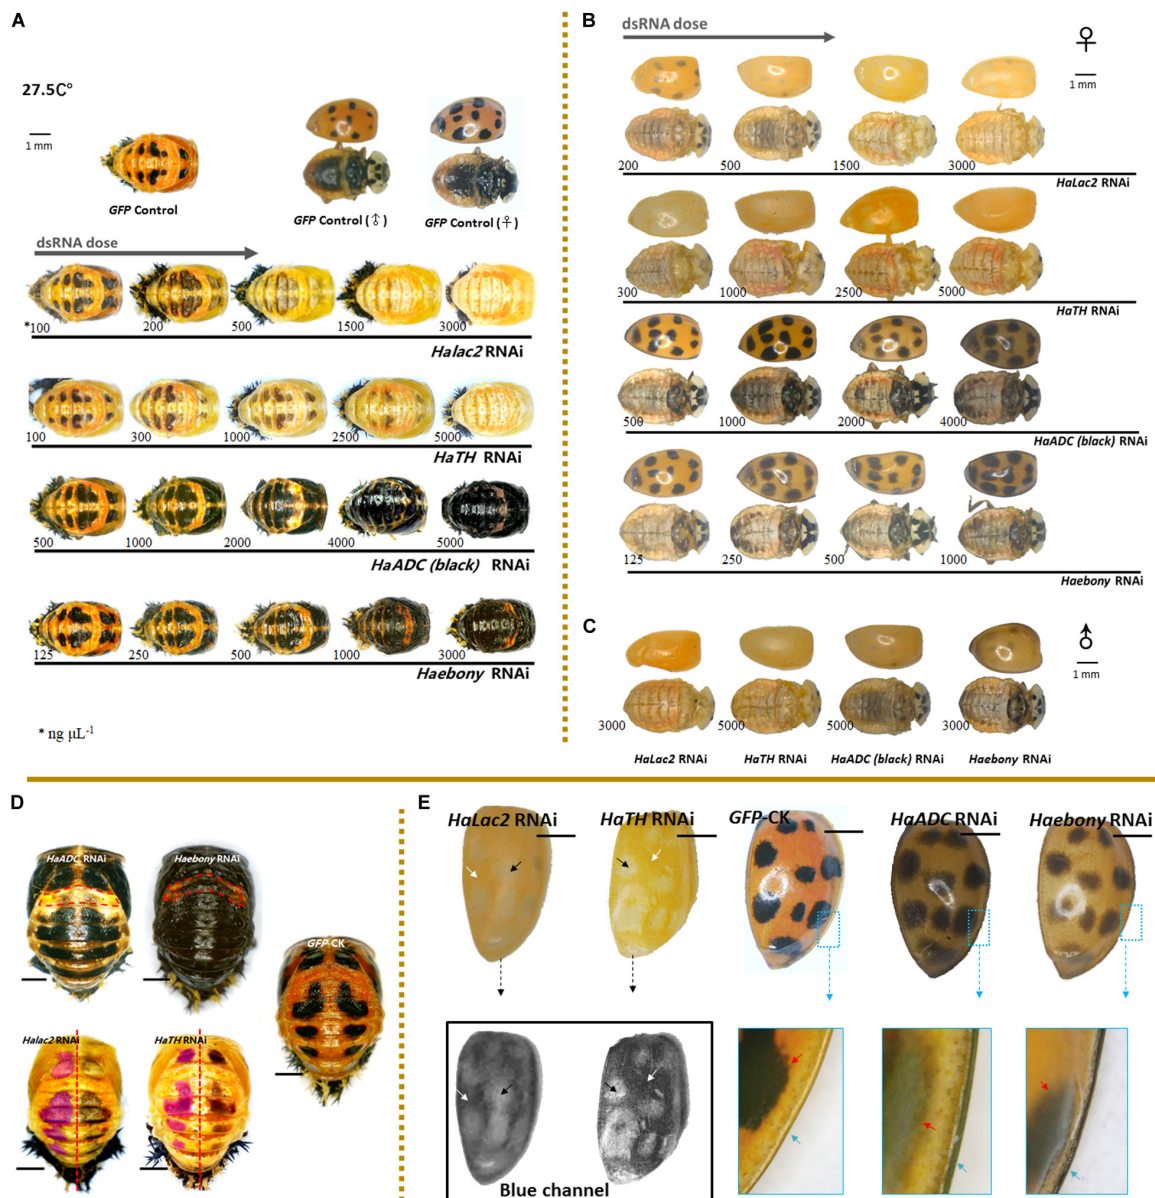 A
27.5C°
1 mm
GFP Control
GFP Control (♂)
GFP Control (♀)
dsRNA dose
*100 200 500 1500 3000
Halac2 RNAi
100 300 1000 2500 5000
HaTH RNAi
500 1000 2000 4000 5000
HaADC (black) RNAi
125 250 500 1000 3000
Haebony RNAi
* ng μL-1
B
dsRNA dose
♀
1 mm
200 500 1500 3000
HaLac2 RNAi
300 1000 2500 5000
HaTH RNAi
500 1000 2000 4000
HaADC (black) RNAi
125 250 500 1000
Haebony RNAi
C
♂
1 mm
3000 5000 5000 3000
HaLac2 RNAi HaTH RNAi HaADC (black) RNAi Haebony RNAi
D
HaADC RNAi Haebony RNAi
GFP-CK
Halac2 RNAi HaTH RNAi
E
HaLac2 RNAi HaTH RNAi GFP-CK HaADC RNAi Haebony RNAi
Blue channel